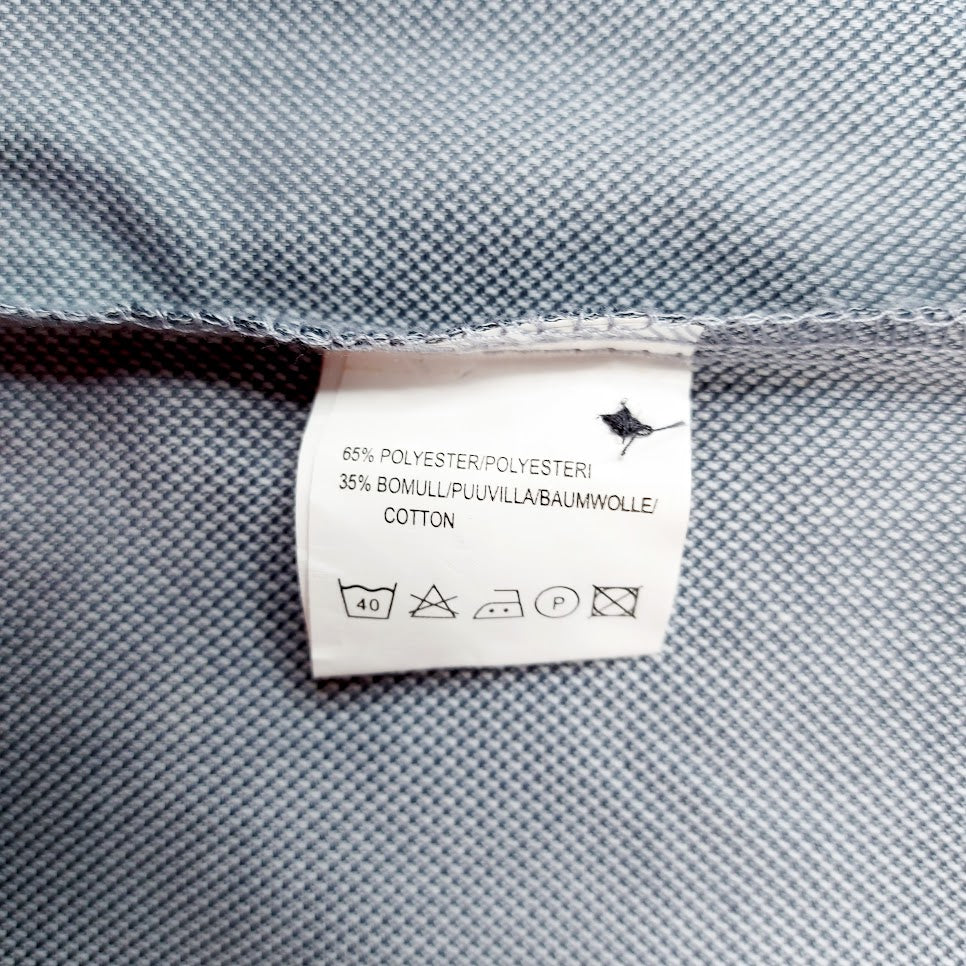 65% POLYESTER/POLYESTERI
35% BOMULL/PUUVILLA/BAUMWOLLE/
COTTON
40 P